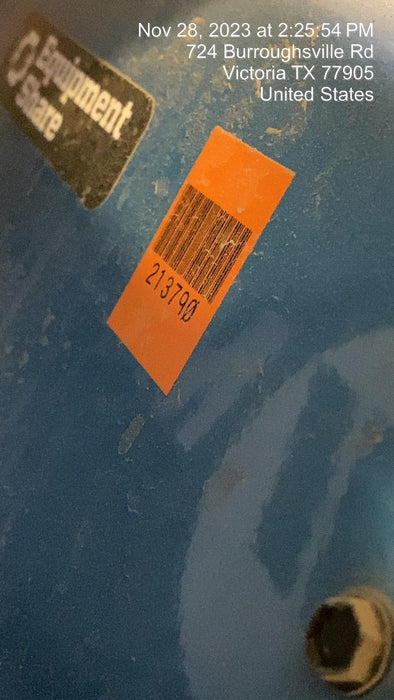 Nov 28, 2023 at 2:25:54 PM
724 Burroughsville Rd
Victoria TX 77905
United States
Equipment
Share
213790